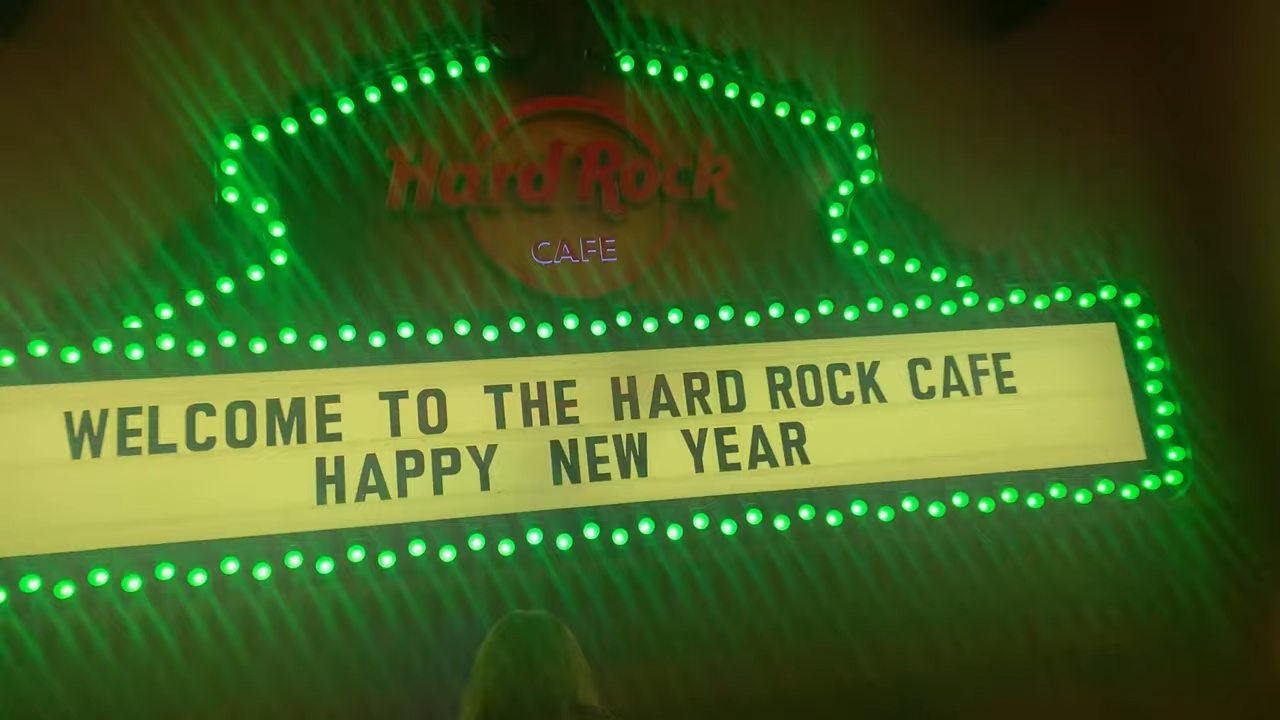 Hard Rock
CAFE
WELCOME TO THE HARD ROCK CAFE
HAPPY NEW YEAR